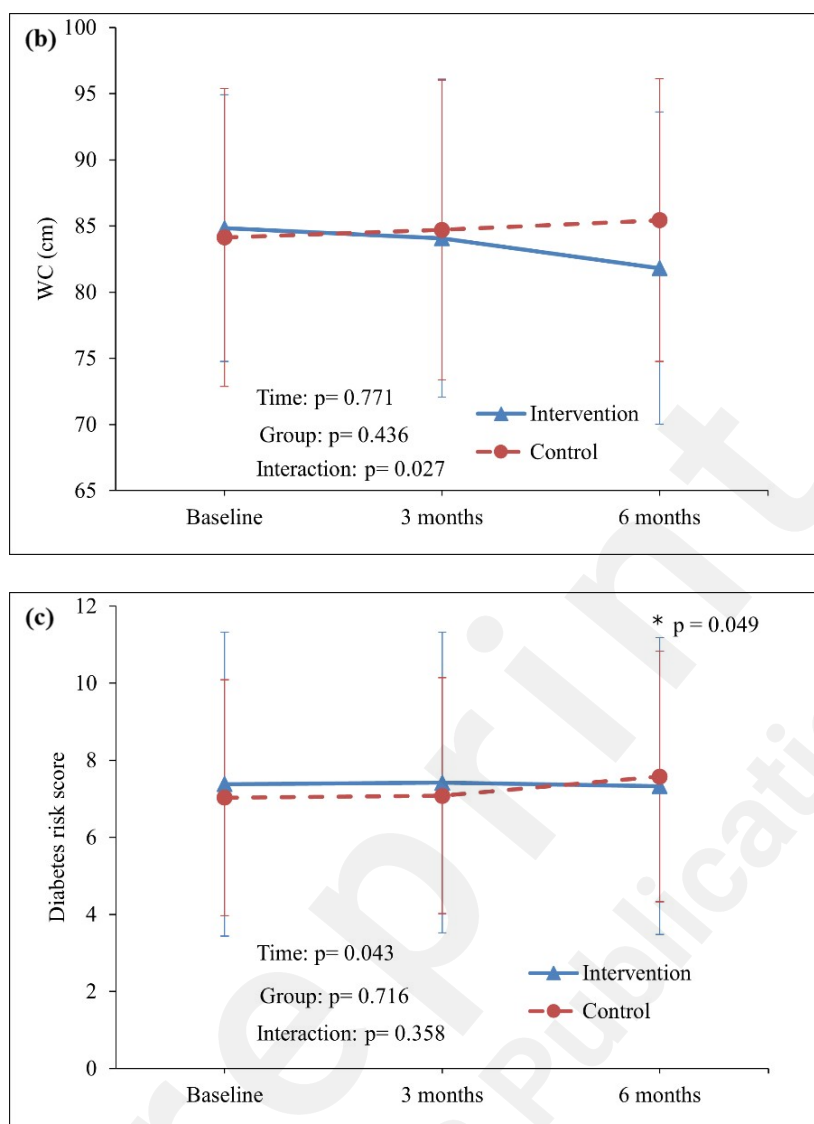 (b)
100
95
90
85
80
75
70
65
WC (cm)
Time: p= 0.771
Group: p= 0.436
Interaction: p= 0.027
Intervention
Control
Baseline 3 months 6 months
(c)
12
10
8
6
4
2
0
Diabetes risk score
* p = 0.049
Time: p= 0.043
Group: p= 0.716
Interaction: p= 0.358
Intervention
Control
Baseline 3 months 6 months
eprint
Publicatio